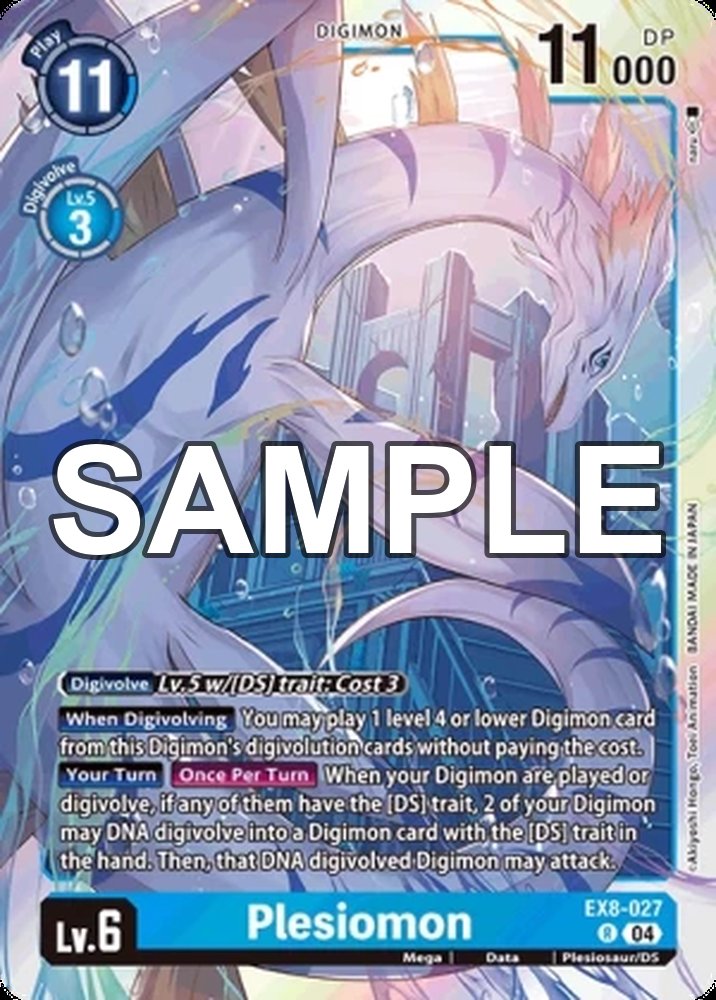 DIGIMON
Play
11
DP
11000
Digivolve
Lv.5
3
naru
SAMPLE
BANDAI MADE IN JAPAN
©Akiyoshi Hongo, Toei Animation
Digivolve Lv.5 w/[DS] trait: Cost 3
When Digivolving You may play 1 level 4 or lower Digimon card
from this Digimon's digivolution cards without paying the cost.
Your Turn Once Per Turn When your Digimon are played or
digivolve, if any of them have the [DS] trait, 2 of your Digimon
may DNA digivolve into a Digimon card with the [DS] trait in
the hand. Then, that DNA digivolved Digimon may attack.
Lv.6
Plesiomon
EX8-027
R 04
Mega | Data | Plesiosaur/DS